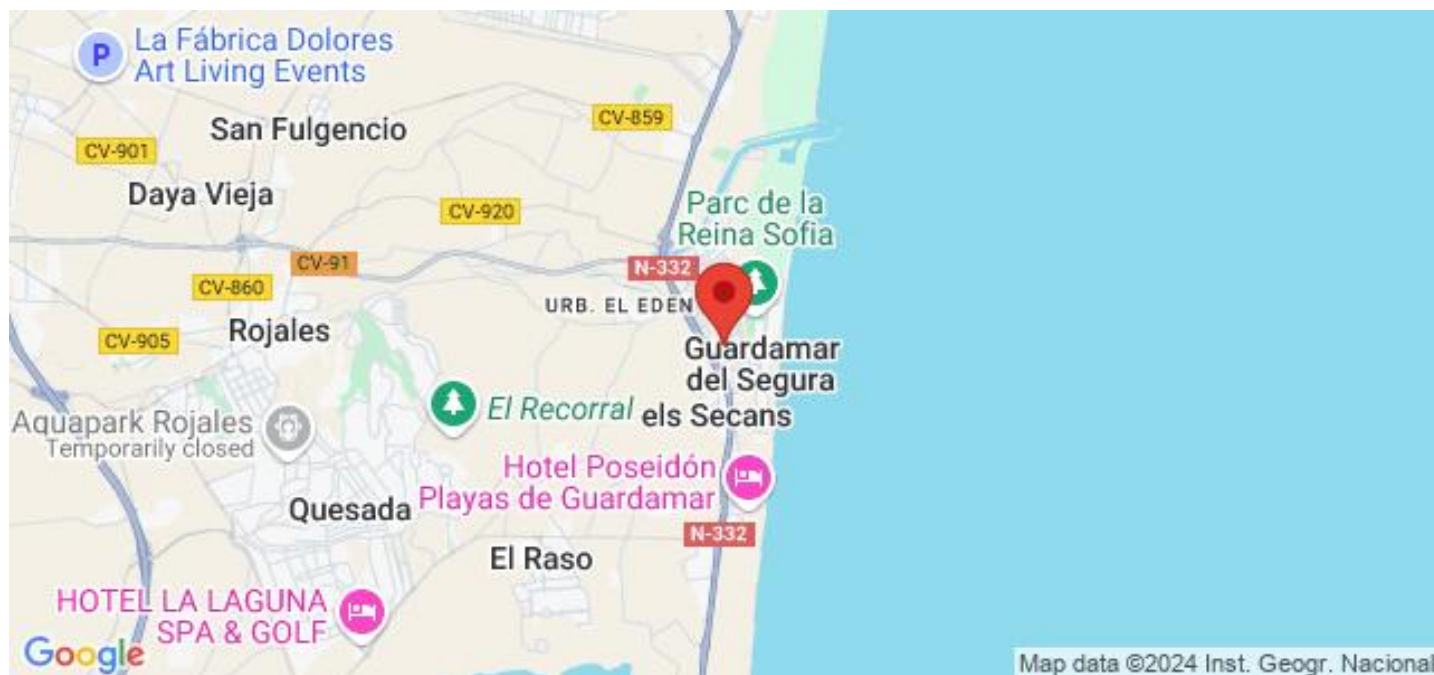 P
La Fábrica Dolores
Art Living Events
San Fulgencio
CV-859
CV-901
Daya Vieja
CV-920
Parc de la
Reina Sofia
CV-91
N-332
CV-860
URB. EL EDEN
Rojales
CV-905
Guardamar
del Segura
El Recorral
els Secans
Aquapark Rojales
Temporarily closed
Hotel Poseidón
Playas de Guardamar
Quesada
N-332
El Raso
HOTEL LA LAGUNA
SPA & GOLF
Google
Map data ©2024 Inst. Geogr. Nacional